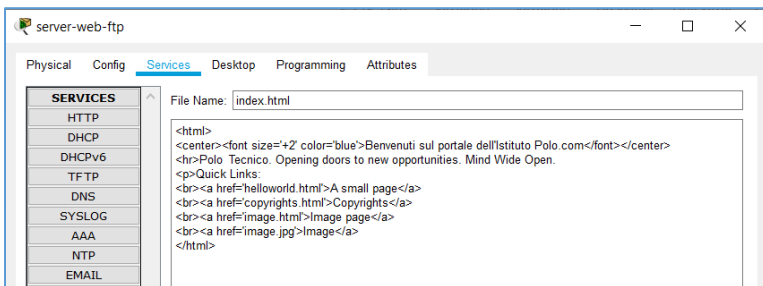 server-web-ftp
Physical Config Services Desktop Programming Attributes
SERVICES
HTTP
DHCP
DHCPv6
TFTP
DNS
SYSLOG
AAA
NTP
EMAIL
File Name: index.html
<html>
<center><font size='+2' color='blue'>Benvenuti sul portale dell'Istituto Polo.com</font></center>
<hr>Polo Tecnico. Opening doors to new opportunities. Mind Wide Open.
<p>Quick Links:
<br><a href='helloworld.html'>A small page</a>
<br><a href='copyrights.html'>Copyrights</a>
<br><a href='image.html'>Image page</a>
<br><a href='image.jpg'>Image</a>
</html>